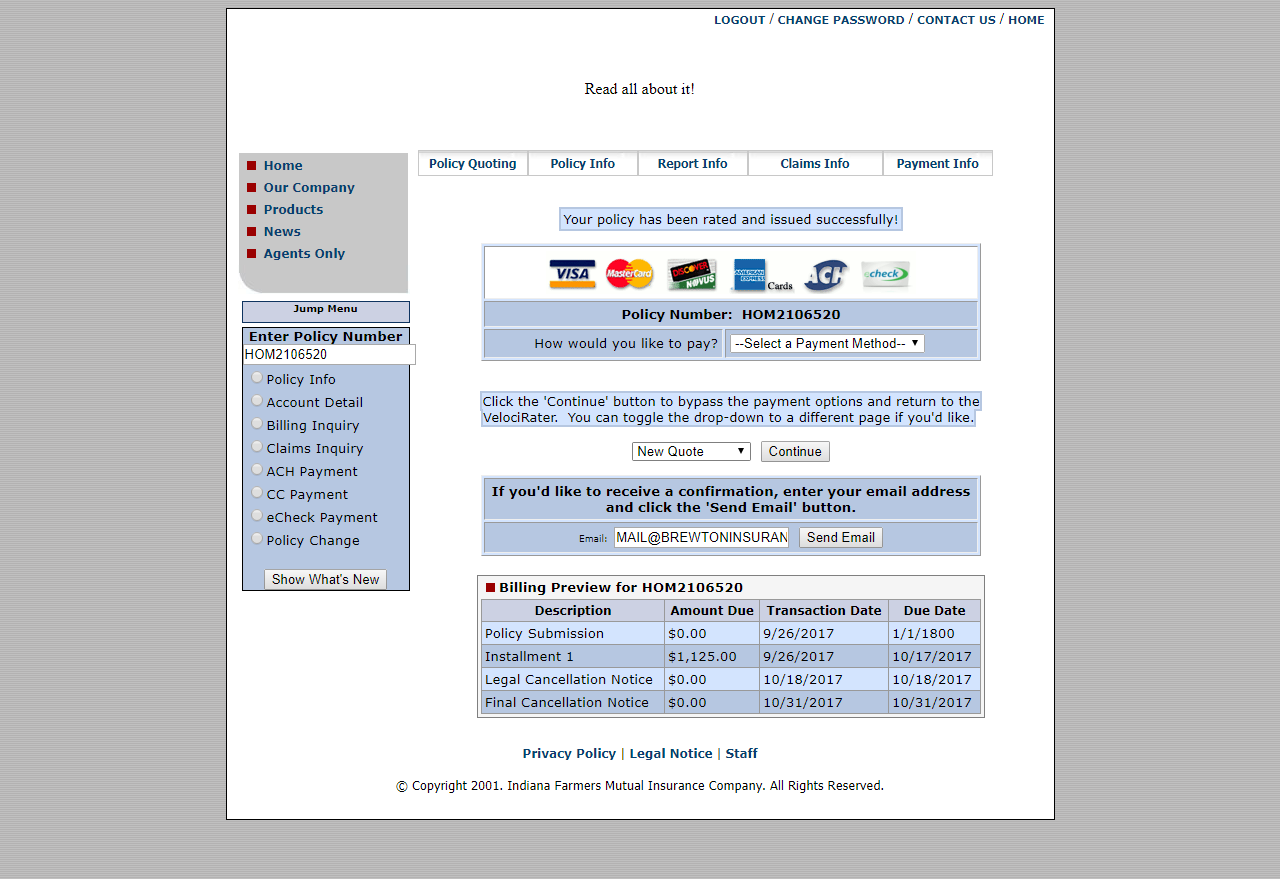 LOGOUT / CHANGE PASSWORD / CONTACT US / HOME
Read all about it!
Home
Our Company
Products
News
Agents Only
Policy Quoting
Policy Info
Report Info
Claims Info
Payment Info
Jump Menu
Enter Policy Number
HOM2106520
Policy Info
Account Detail
Billing Inquiry
Claims Inquiry
ACH Payment
CC Payment
eCheck Payment
Policy Change
Show What's New
Your policy has been rated and issued successfully!
VISA MasterCard DISCOVER NOVUS AMERICAN EXPRESS Cards ACH echeck
Policy Number: HOM2106520
How would you like to pay? --Select a Payment Method--
Click the 'Continue' button to bypass the payment options and return to the
VelociRater. You can toggle the drop-down to a different page if you'd like.
New Quote Continue
If you'd like to receive a confirmation, enter your email address
and click the 'Send Email' button.
Email: MAIL@BREWTONINSURAN Send Email
Billing Preview for HOM2106520
Description Amount Due Transaction Date Due Date
Policy Submission $0.00 9/26/2017 1/1/1800
Installment 1 $1,125.00 9/26/2017 10/17/2017
Legal Cancellation Notice $0.00 10/18/2017 10/18/2017
Final Cancellation Notice $0.00 10/31/2017 10/31/2017
Privacy Policy | Legal Notice | Staff
© Copyright 2001. Indiana Farmers Mutual Insurance Company. All Rights Reserved.